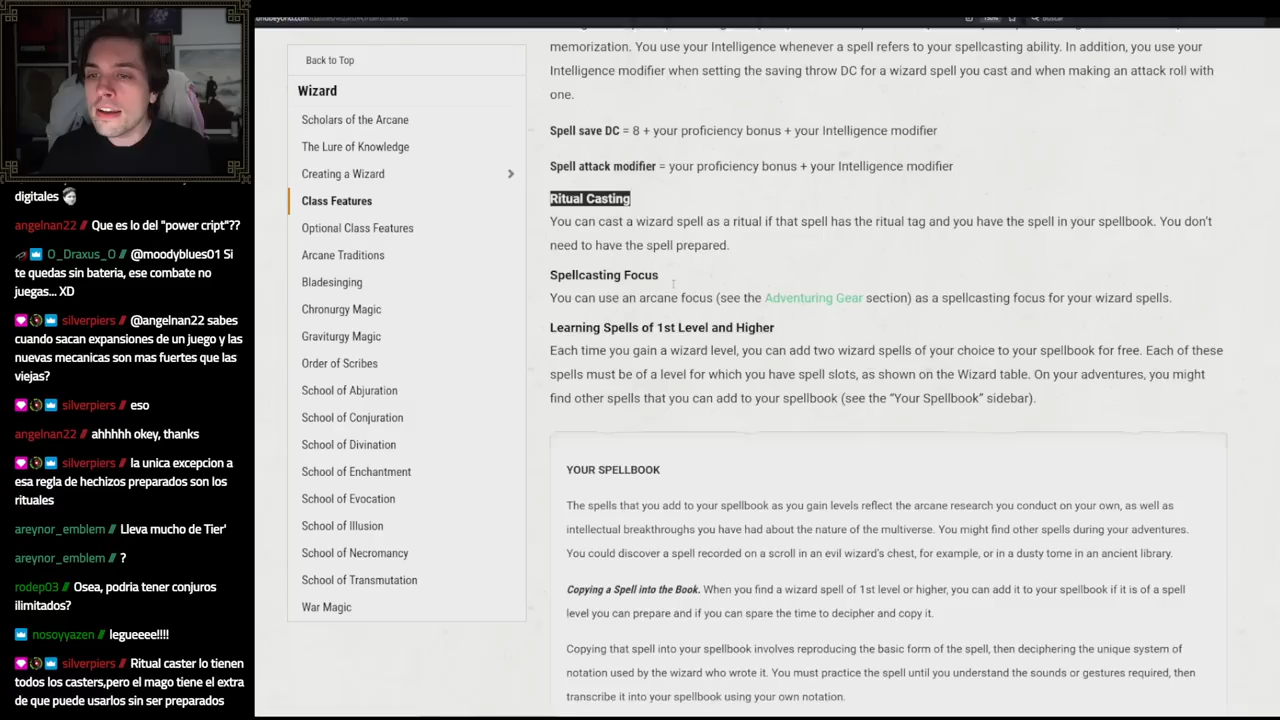 digitales
angelnan22 // Que es lo del "power cript"??
O_Draxus_O // @moodyblues01 Si
te quedas sin bateria, ese combate no
juegas... XD
silverpiers // @angelnan22 sabes
cuando sacan expansiones de un juego y las
nuevas mecanicas son mas fuertes que las
viejas?
silverpiers // eso
angelnan22 // ahhhhh okey, thanks
silverpiers // la unica excepcion a
esa regla de hechizos preparados son los
rituales
areynor_emblem // Lleva mucho de Tier'
areynor_emblem // ?
rodep03 // Osea, podria tener conjuros
ilimitados?
nosoyyazen // legueeee!!!!
silverpiers // Ritual caster lo tienen
todos los casters,pero el mago tiene el extra
de que puede usarlos sin ser preparados
Back to Top
Wizard
Scholars of the Arcane
The Lure of Knowledge
Creating a Wizard
Class Features
Optional Class Features
Arcane Traditions
Bladesinging
Chronurgy Magic
Graviturgy Magic
Order of Scribes
School of Abjuration
School of Conjuration
School of Divination
School of Enchantment
School of Evocation
School of Illusion
School of Necromancy
School of Transmutation
War Magic
memorization. You use your Intelligence whenever a spell refers to your spellcasting ability. In addition, you use your
Intelligence modifier when setting the saving throw DC for a wizard spell you cast and when making an attack roll with
one.
Spell save DC = 8 + your proficiency bonus + your Intelligence modifier
Spell attack modifier = your proficiency bonus + your Intelligence modifier
Ritual Casting
You can cast a wizard spell as a ritual if that spell has the ritual tag and you have the spell in your spellbook. You don't
need to have the spell prepared.
Spellcasting Focus
You can use an arcane focus (see the Adventuring Gear section) as a spellcasting focus for your wizard spells.
Learning Spells of 1st Level and Higher
Each time you gain a wizard level, you can add two wizard spells of your choice to your spellbook for free. Each of these
spells must be of a level for which you have spell slots, as shown on the Wizard table. On your adventures, you might
find other spells that you can add to your spellbook (see the “Your Spellbook” sidebar).
YOUR SPELLBOOK
The spells that you add to your spellbook as you gain levels reflect the arcane research you conduct on your own, as well as
intellectual breakthroughs you have had about the nature of the multiverse. You might find other spells during your adventures.
You could discover a spell recorded on a scroll in an evil wizard's chest, for example, or in a dusty tome in an ancient library.
Copying a Spell into the Book. When you find a wizard spell of 1st level or higher, you can add it to your spellbook if it is of a spell
level you can prepare and if you can spare the time to decipher and copy it.
Copying that spell into your spellbook involves reproducing the basic form of the spell, then deciphering the unique system of
notation used by the wizard who wrote it. You must practice the spell until you understand the sounds or gestures required, then
transcribe it into your spellbook using your own notation.